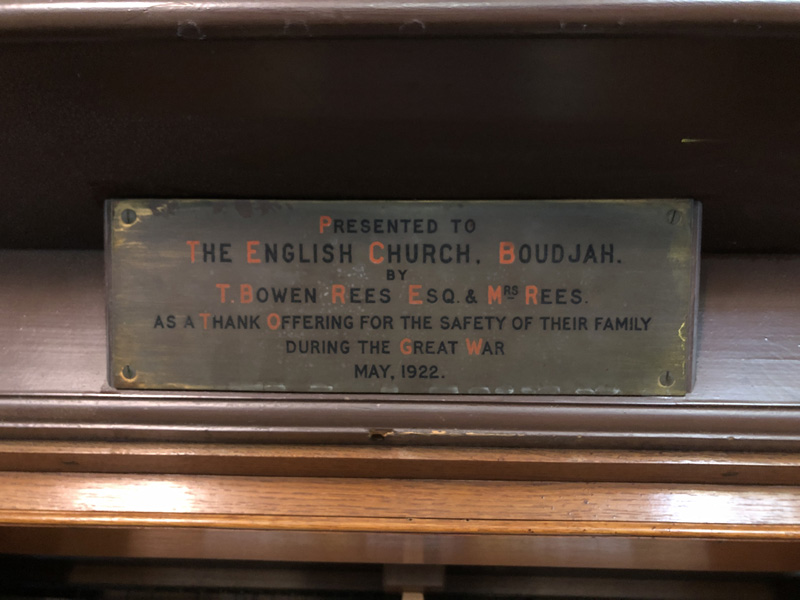 PRESENTED TO
THE ENGLISH CHURCH. BOUDJAH.
BY
T. BOWEN REES ESQ. & MRS REES.
AS A THANK OFFERING FOR THE SAFETY OF THEIR FAMILY
DURING THE GREAT WAR
MAY, 1922.